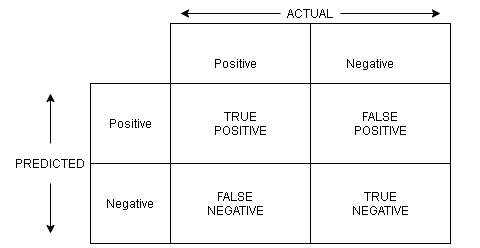 ACTUAL
Positive
Negative
PREDICTED
Positive
TRUE
POSITIVE
FALSE
POSITIVE
Negative
FALSE
NEGATIVE
TRUE
NEGATIVE